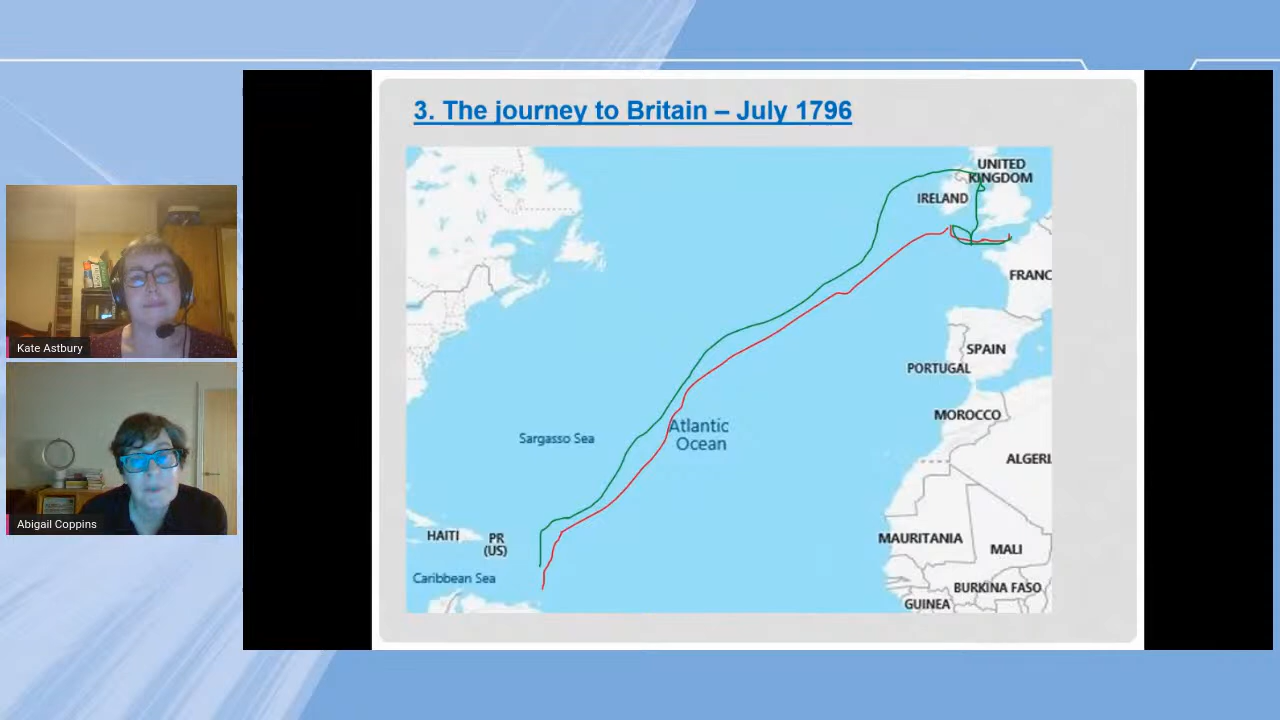 3. The journey to Britain – July 1796
UNITED
KINGDOM
IRELAND
FRANC
SPAIN
PORTUGAL
Atlantic
Ocean
MOROCCO
Sargasso Sea
ALGERI
HAITI
PR
(US)
MAURITANIA
MALI
Caribbean Sea
BURKINA FASO
GUINEA
Kate Astbury
Abigail Coppins